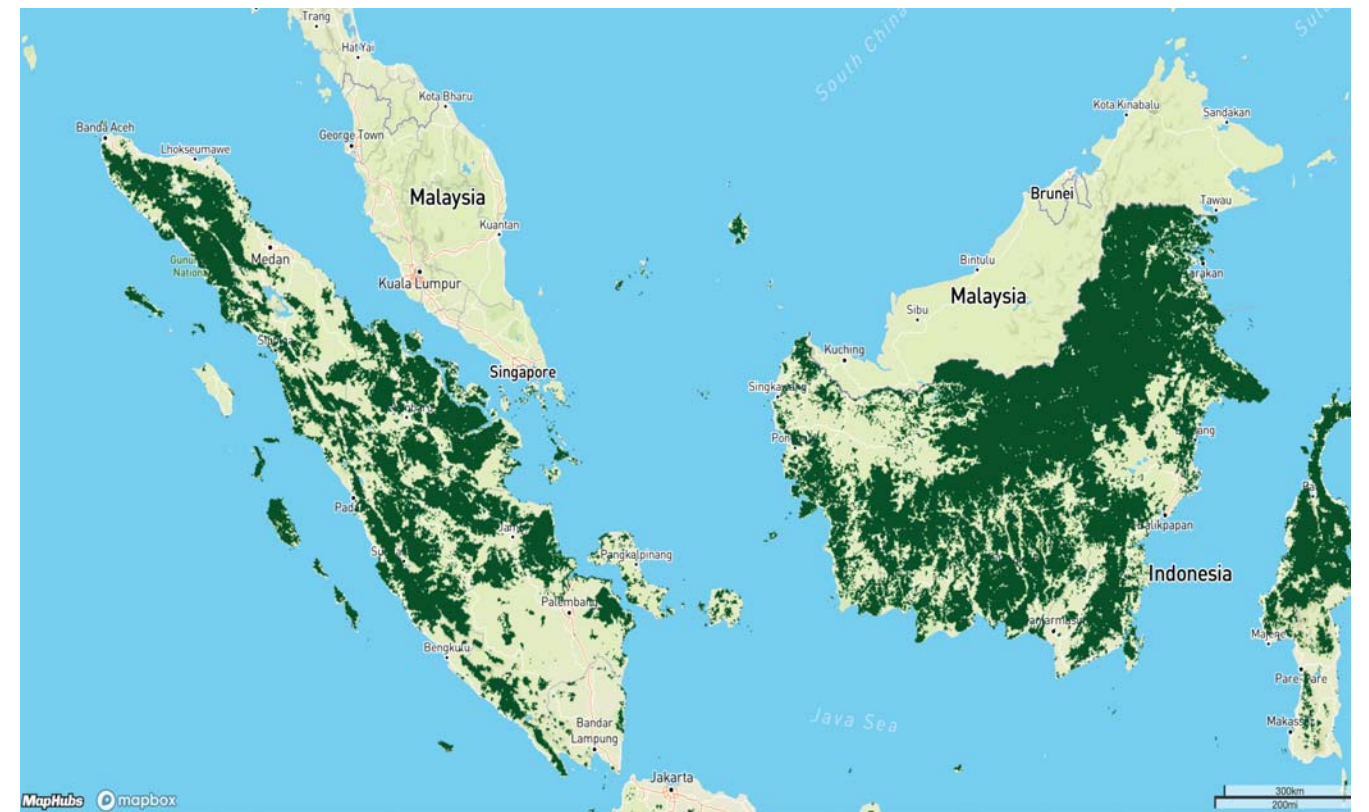 Trang
Hat Yai
South China
Kota Bharu
Kota Kinabalu
Sandakan
Banda Aceh
George Town
Lhokseumawe
Malaysia
Brunei
Tawau
Kuantan
Medan
Bintulu
Kuala Lumpur
Malaysia
Sibu
Kuching
Singapore
Pangkalpinang
Indonesia
Palembang
Bengkulu
Java Sea
Bandar
Lampung
Jakarta
MapHubs mapbox
300km
200mi